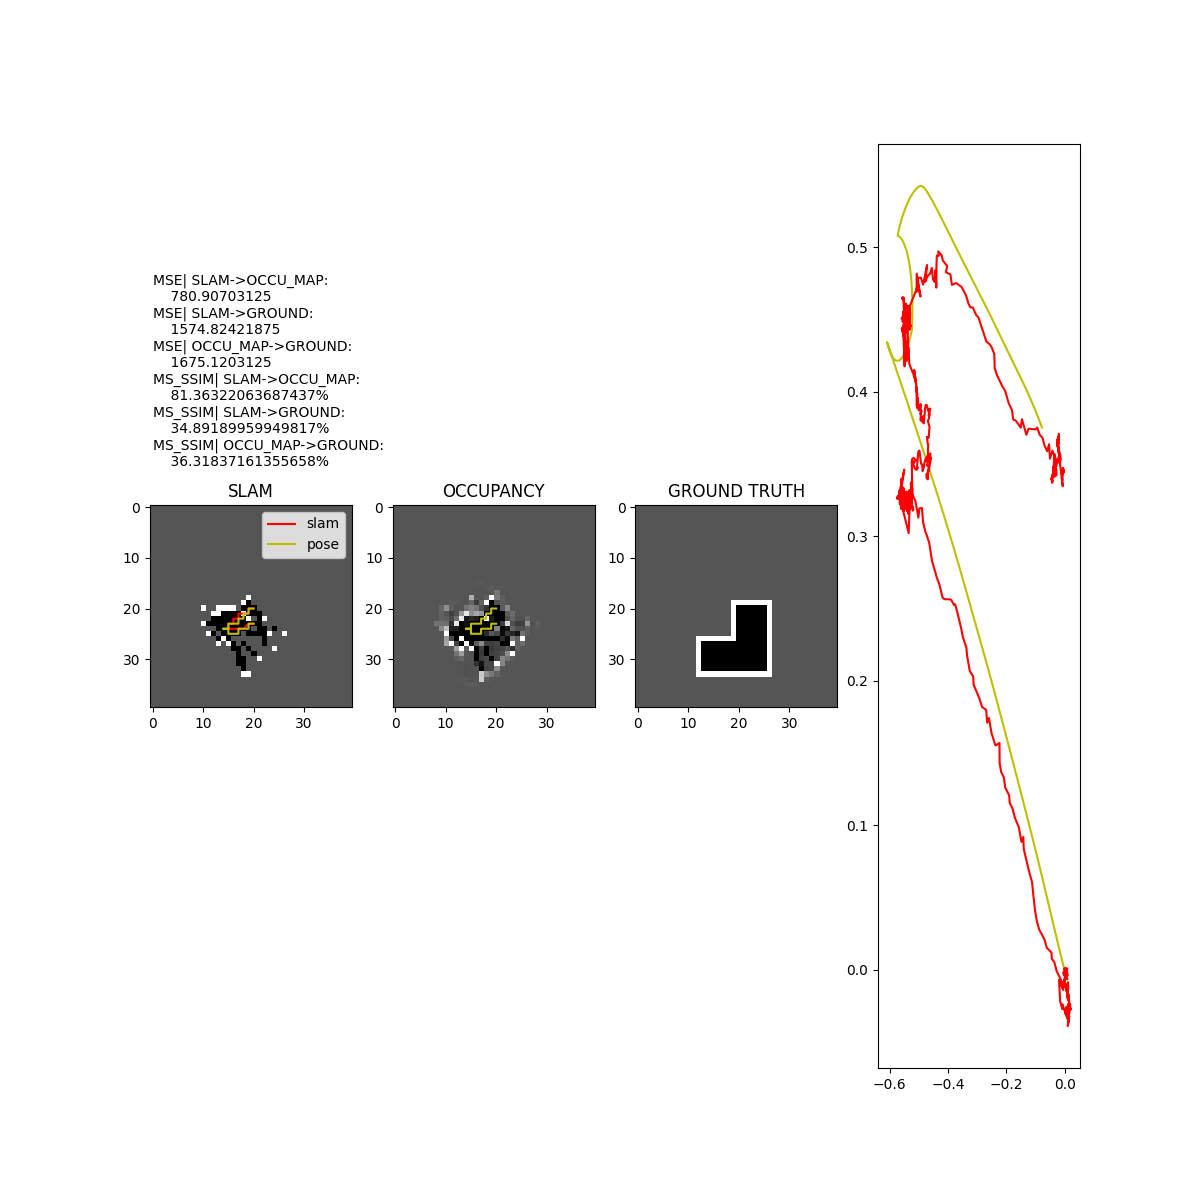 MSE| SLAM->OCCU_MAP:
780.90703125
MSE| SLAM->GROUND:
1574.82421875
MSE| OCCU_MAP->GROUND:
1675.1203125
MS_SSIM| SLAM->OCCU_MAP:
81.36322063687437%
MS_SSIM| SLAM->GROUND:
34.89189959949817%
MS_SSIM| OCCU_MAP->GROUND:
36.31837161355658%
SLAM
slam
pose
0
10
20
30
0 10 20 30
OCCUPANCY
0
10
20
30
0 10 20 30
GROUND TRUTH
0
10
20
30
0 10 20 30
0.5
0.4
0.3
0.2
0.1
0.0
−0.6 −0.4 −0.2 0.0